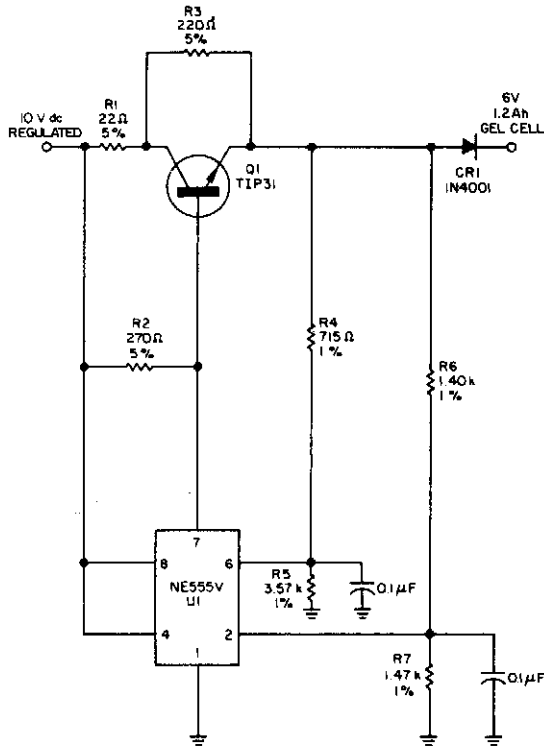 R3
220Ω
5%
10 V dc
REGULATED
R1
22Ω
5%
6V
1.2Ah
GEL CELL
Q1
TIP31
CR1
1N4001
R2
270Ω
5%
R4
715Ω
1%
R6
1.40k
1%
7
8
6
NE555V
U1
4
2
1
R5
3.57k
1%
0.1µF
R7
1.47k
1%
0.1µF